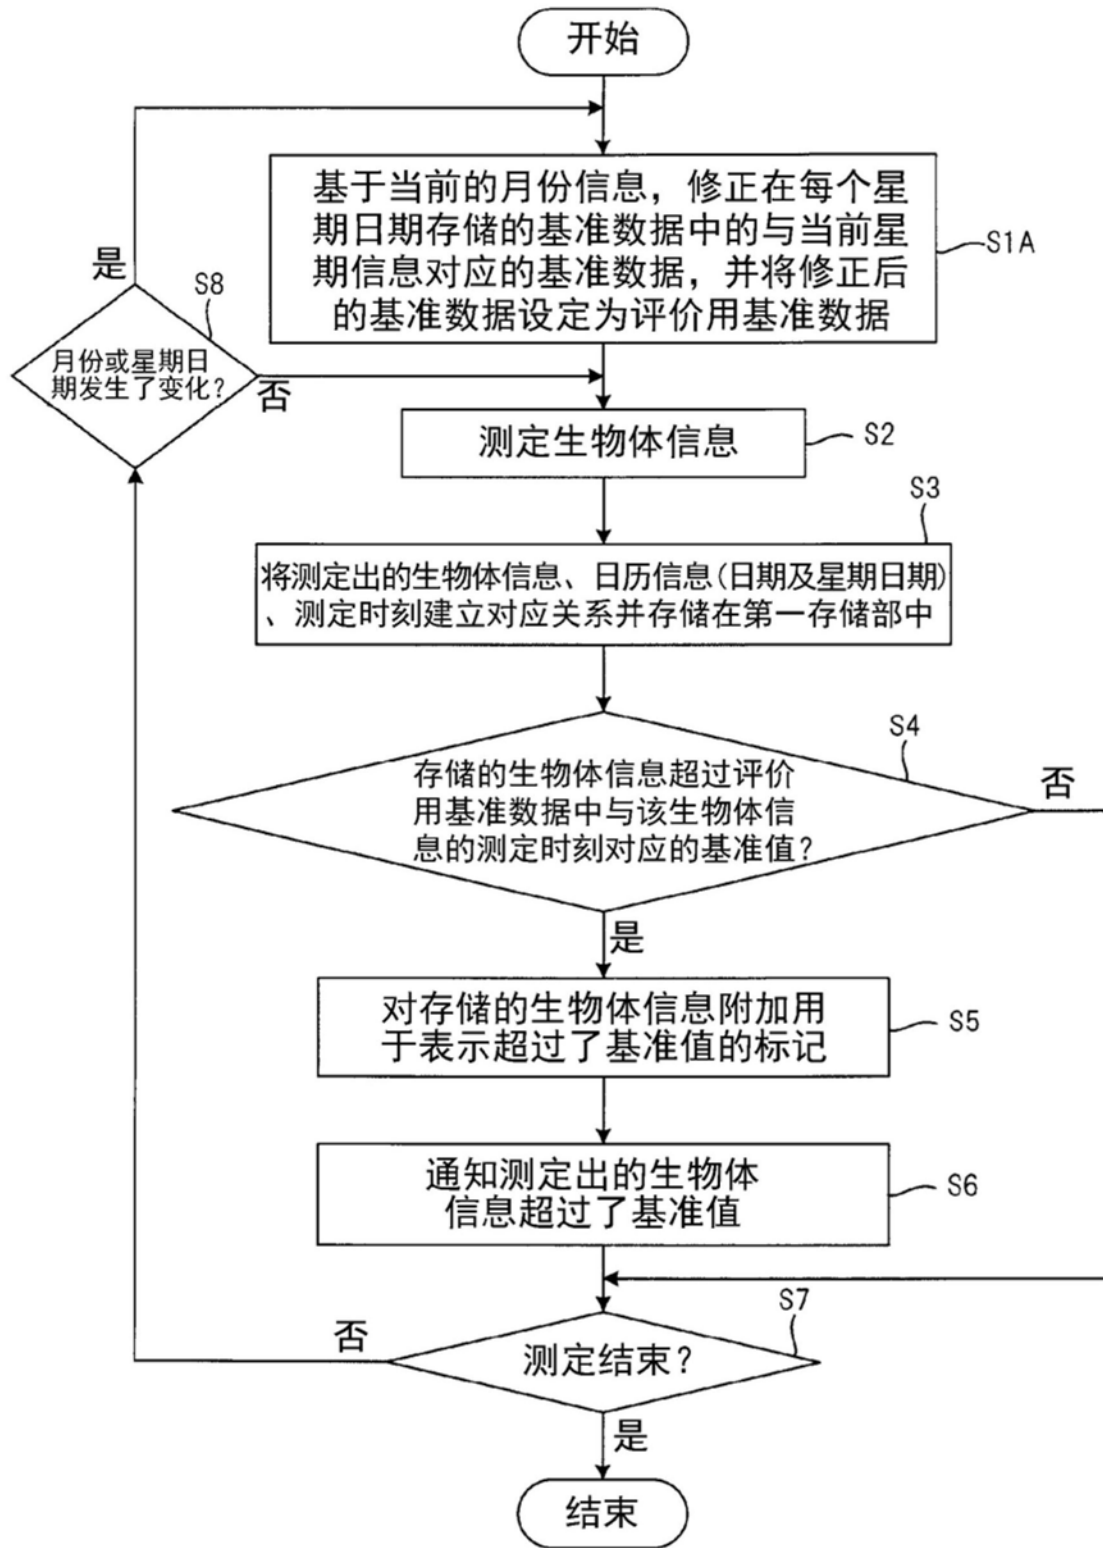 开始
基于当前的月份信息，修正在每个星
期日期存储的基准数据中的与当前星
期信息对应的基准数据，并将修正后
的基准数据设定为评价用基准数据
S1A
是
S8
月份或星期日
期发生了变化？
否
测定生物体信息
S2
S3
将测定出的生物体信息、日历信息(日期及星期日期)
、测定时刻建立对应关系并存储在第一存储部中
S4
存储的生物体信息超过评价
用基准数据中与该生物体信
息的测定时刻对应的基准值？
否
是
对存储的生物体信息附加用
于表示超过了基准值的标记
S5
通知测定出的生物体
信息超过了基准值
S6
S7
否
测定结束？
是
结束